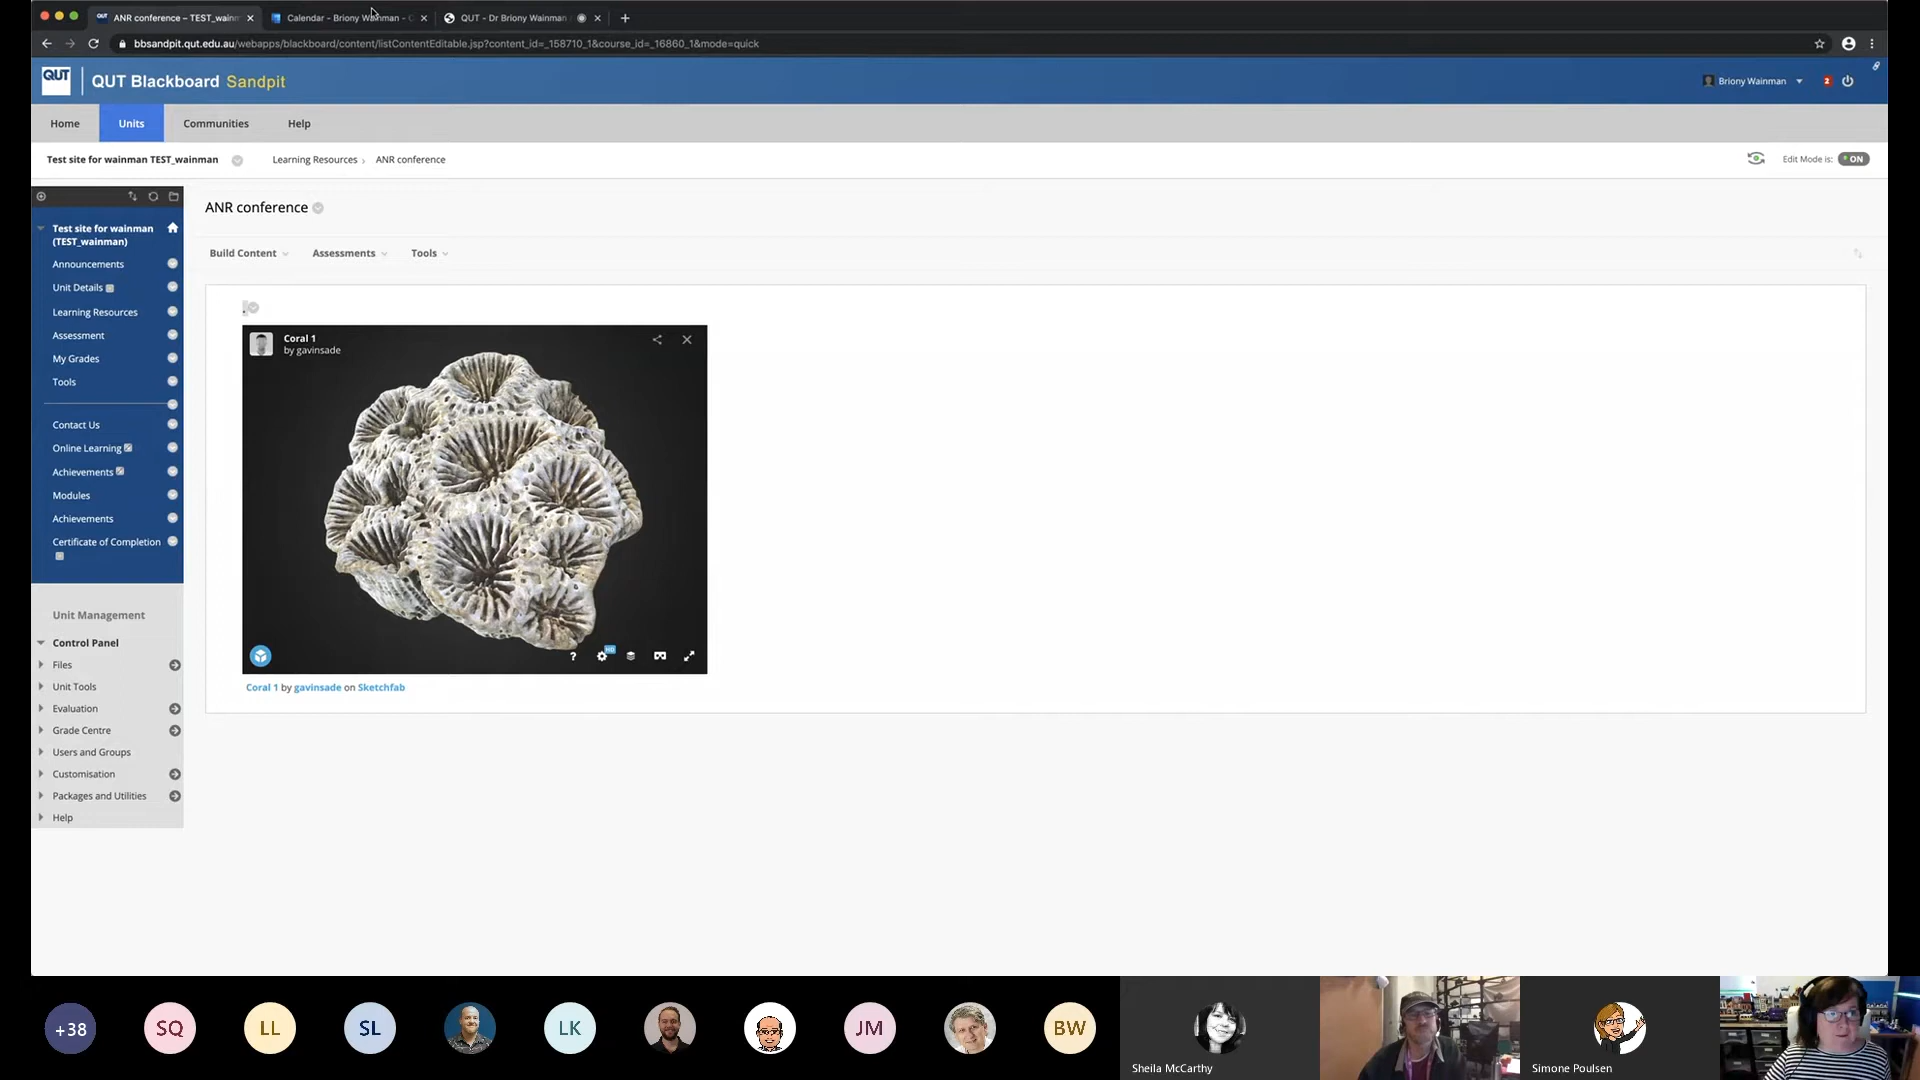 ANR conference – TEST_wainm
Calendar - Briony Wainman -
QUT - Dr Briony Wainman
bbsandpit.qut.edu.au/webapps/blackboard/content/listContentEditable.jsp?content_id=_158710_1&course_id=_16860_1&mode=quick
QUT
QUT Blackboard Sandpit
Briony Wainman
2
Home
Units
Communities
Help
Test site for wainman TEST_wainman
Learning Resources
ANR conference
Edit Mode is:
ON
Test site for wainman
(TEST_wainman)
Announcements
Unit Details
Learning Resources
Assessment
My Grades
Tools
Contact Us
Online Learning
Achievements
Modules
Achievements
Certificate of Completion
Unit Management
Control Panel
Files
Unit Tools
Evaluation
Grade Centre
Users and Groups
Customisation
Packages and Utilities
Help
ANR conference
Build Content
Assessments
Tools
Coral 1
by gavinsade
?
HD
Coral 1 by gavinsade on Sketchfab
+38
SQ
LL
SL
LK
JM
BW
Sheila McCarthy
Simone Poulsen